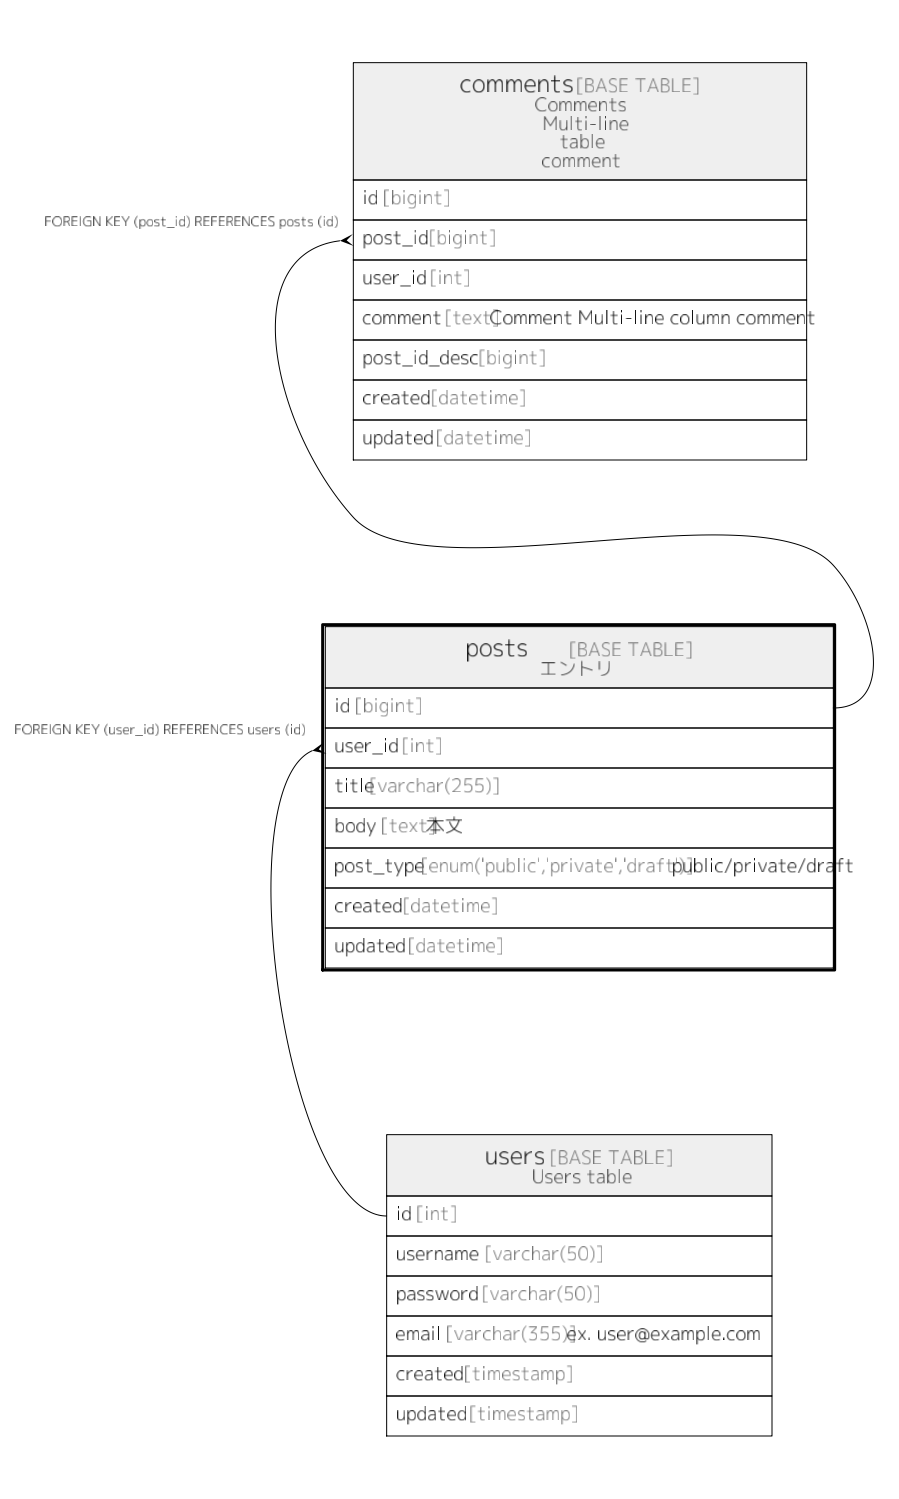 comments [BASE TABLE]
Comments
Multi-line
table
comment
id [bigint]
FOREIGN KEY (post_id) REFERENCES posts (id)
post_id [bigint]
user_id [int]
comment [text] Comment Multi-line column comment
post_id_desc [bigint]
created [datetime]
updated [datetime]
posts [BASE TABLE]
エントリ
id [bigint]
FOREIGN KEY (user_id) REFERENCES users (id)
user_id [int]
title [varchar(255)]
body [text] 本文
post_type [enum('public','private','draft')] public/private/draft
created [datetime]
updated [datetime]
users [BASE TABLE]
Users table
id [int]
username [varchar(50)]
password [varchar(50)]
email [varchar(355)] ex. user@example.com
created [timestamp]
updated [timestamp]